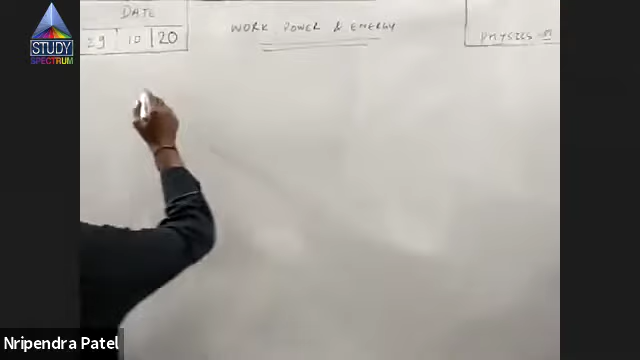 DATE
29 10 20
WORK POWER & ENERGY
PHYSICS
STUDY
SPECTRUM
Nripendra Patel